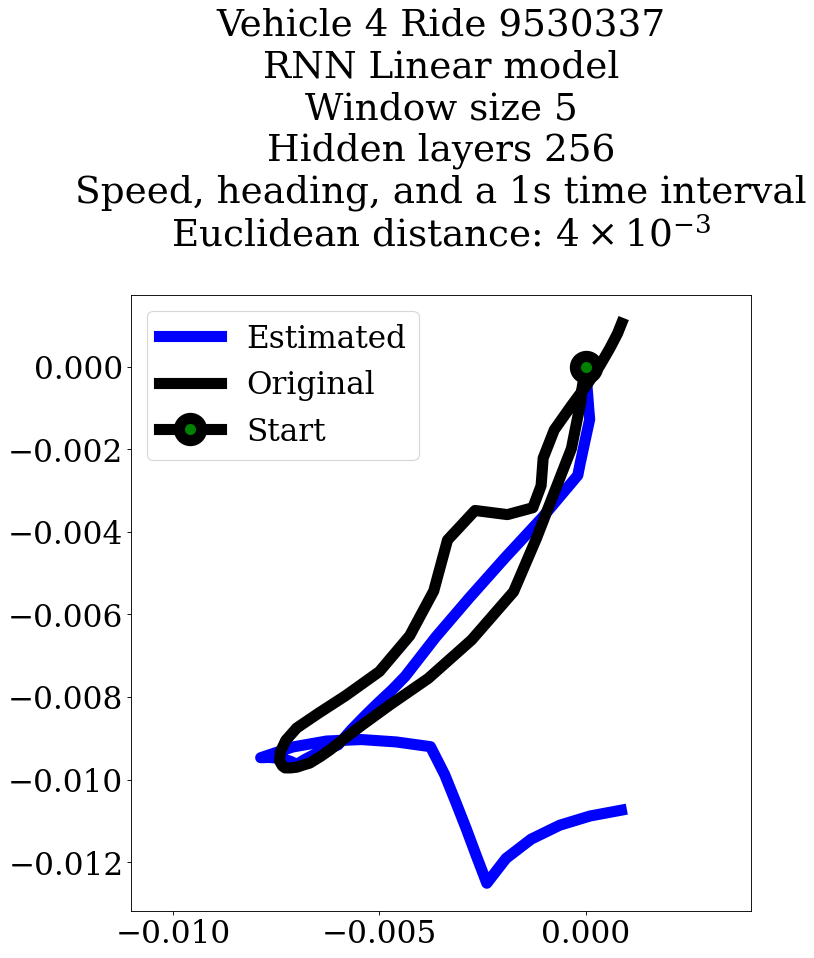 Vehicle 4 Ride 9530337
RNN Linear model
Window size 5
Hidden layers 256
Speed, heading, and a 1s time interval
Euclidean distance: 4 × 10⁻³
Estimated
Original
Start
0.000
−0.002
−0.004
−0.006
−0.008
−0.010
−0.012
−0.010 −0.005 0.000